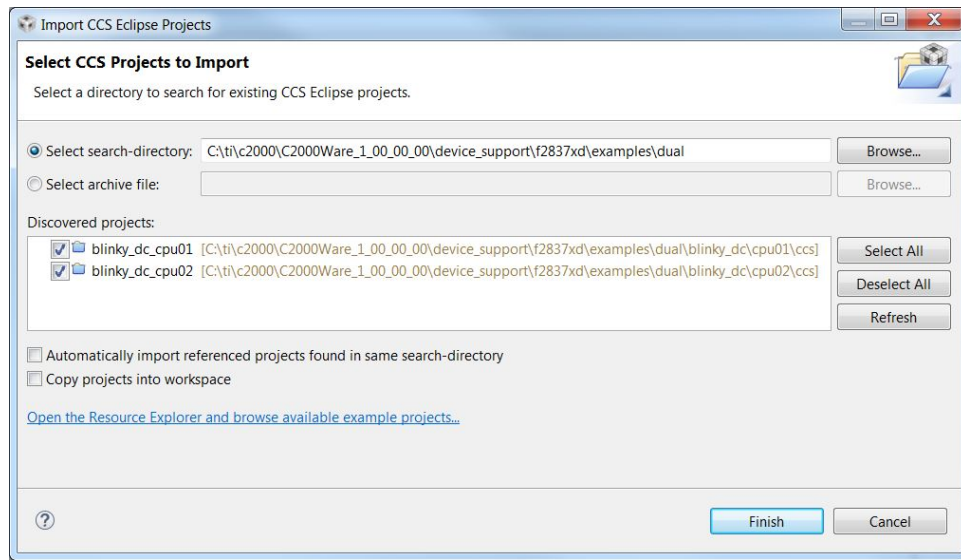 Import CCS Eclipse Projects
Select CCS Projects to Import
Select a directory to search for existing CCS Eclipse projects.
Select search-directory: C:\ti\c2000\C2000Ware_1_00_00_00\device_support\f2837xd\examples\dual Browse...
Select archive file: Browse...
Discovered projects:
blinky_dc_cpu01 [C:\ti\c2000\C2000Ware_1_00_00_00\device_support\f2837xd\examples\dual\blinky_dc\cpu01\ccs] Select All
blinky_dc_cpu02 [C:\ti\c2000\C2000Ware_1_00_00_00\device_support\f2837xd\examples\dual\blinky_dc\cpu02\ccs]
Deselect All
Refresh
Automatically import referenced projects found in same search-directory
Copy projects into workspace
Open the Resource Explorer and browse available example projects...
? Finish Cancel